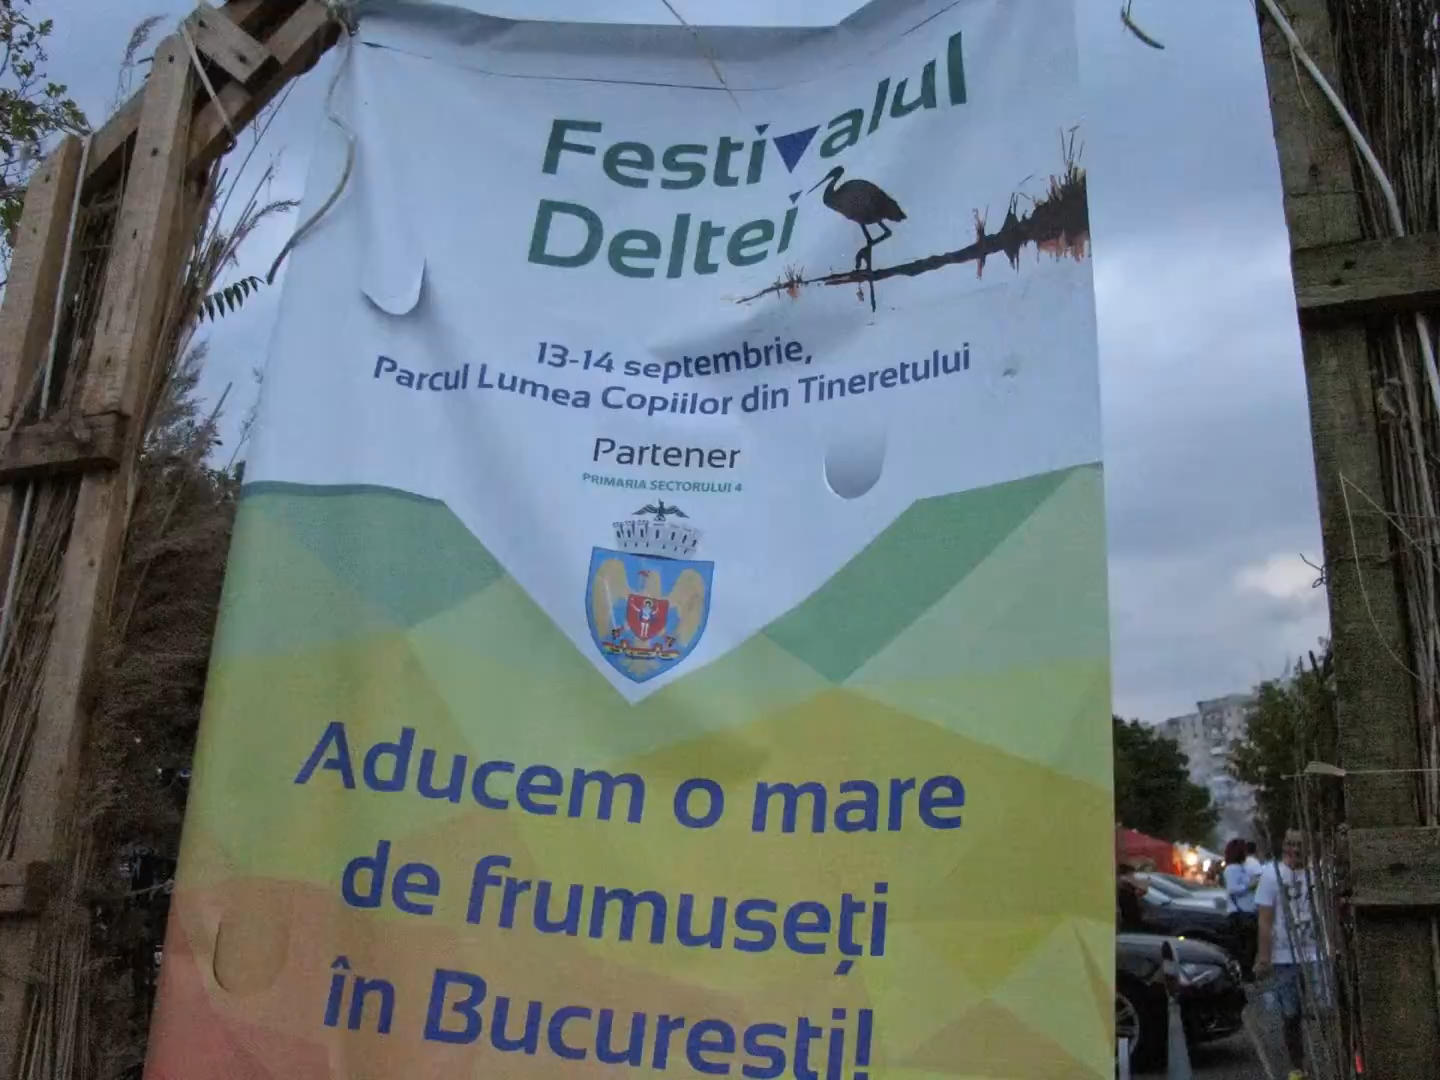 Festivalul
Deltei
13-14 septembrie,
Parcul Lumea Copiilor din Tineretului
Partener
PRIMARIA SECTORULUI 4
Aducem o mare
de frumuseți
în București!